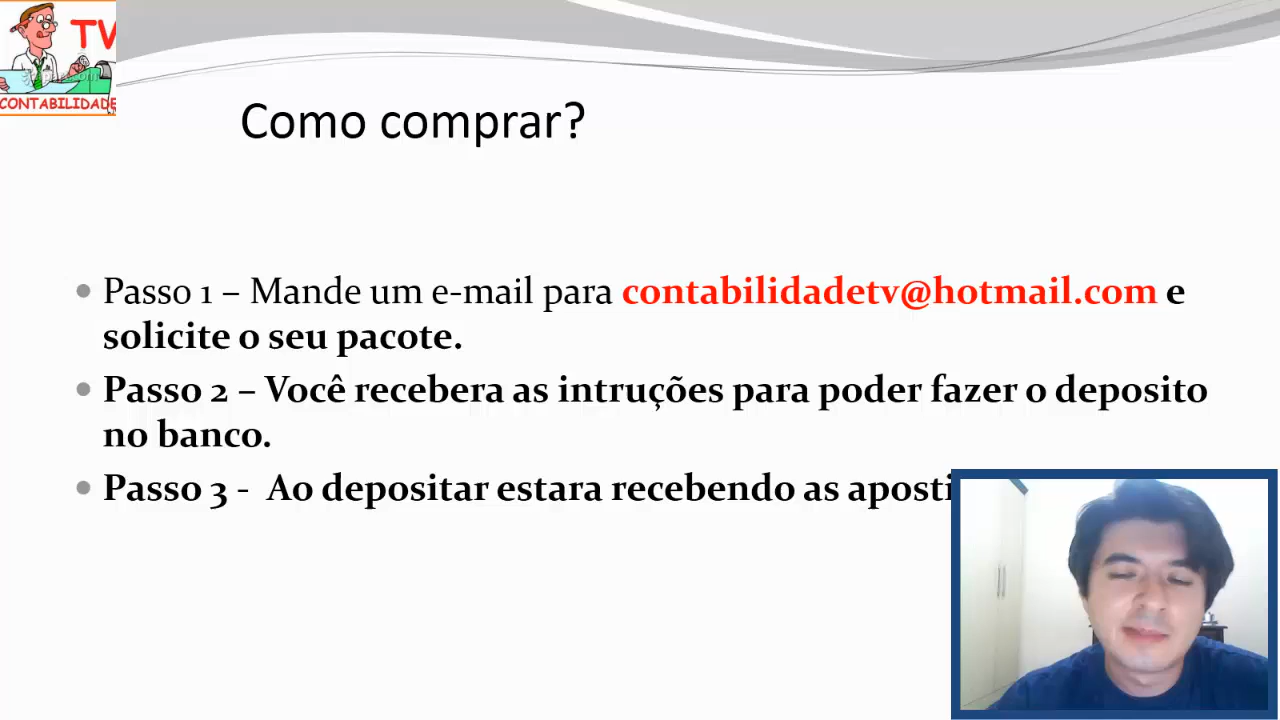 TV
CONTABILIDADE
Como comprar?
Passo 1 – Mande um e-mail para contabilidadetv@hotmail.com e
solicite o seu pacote.
Passo 2 – Você recebera as intruções para poder fazer o deposito
no banco.
Passo 3 - Ao depositar estara recebendo as